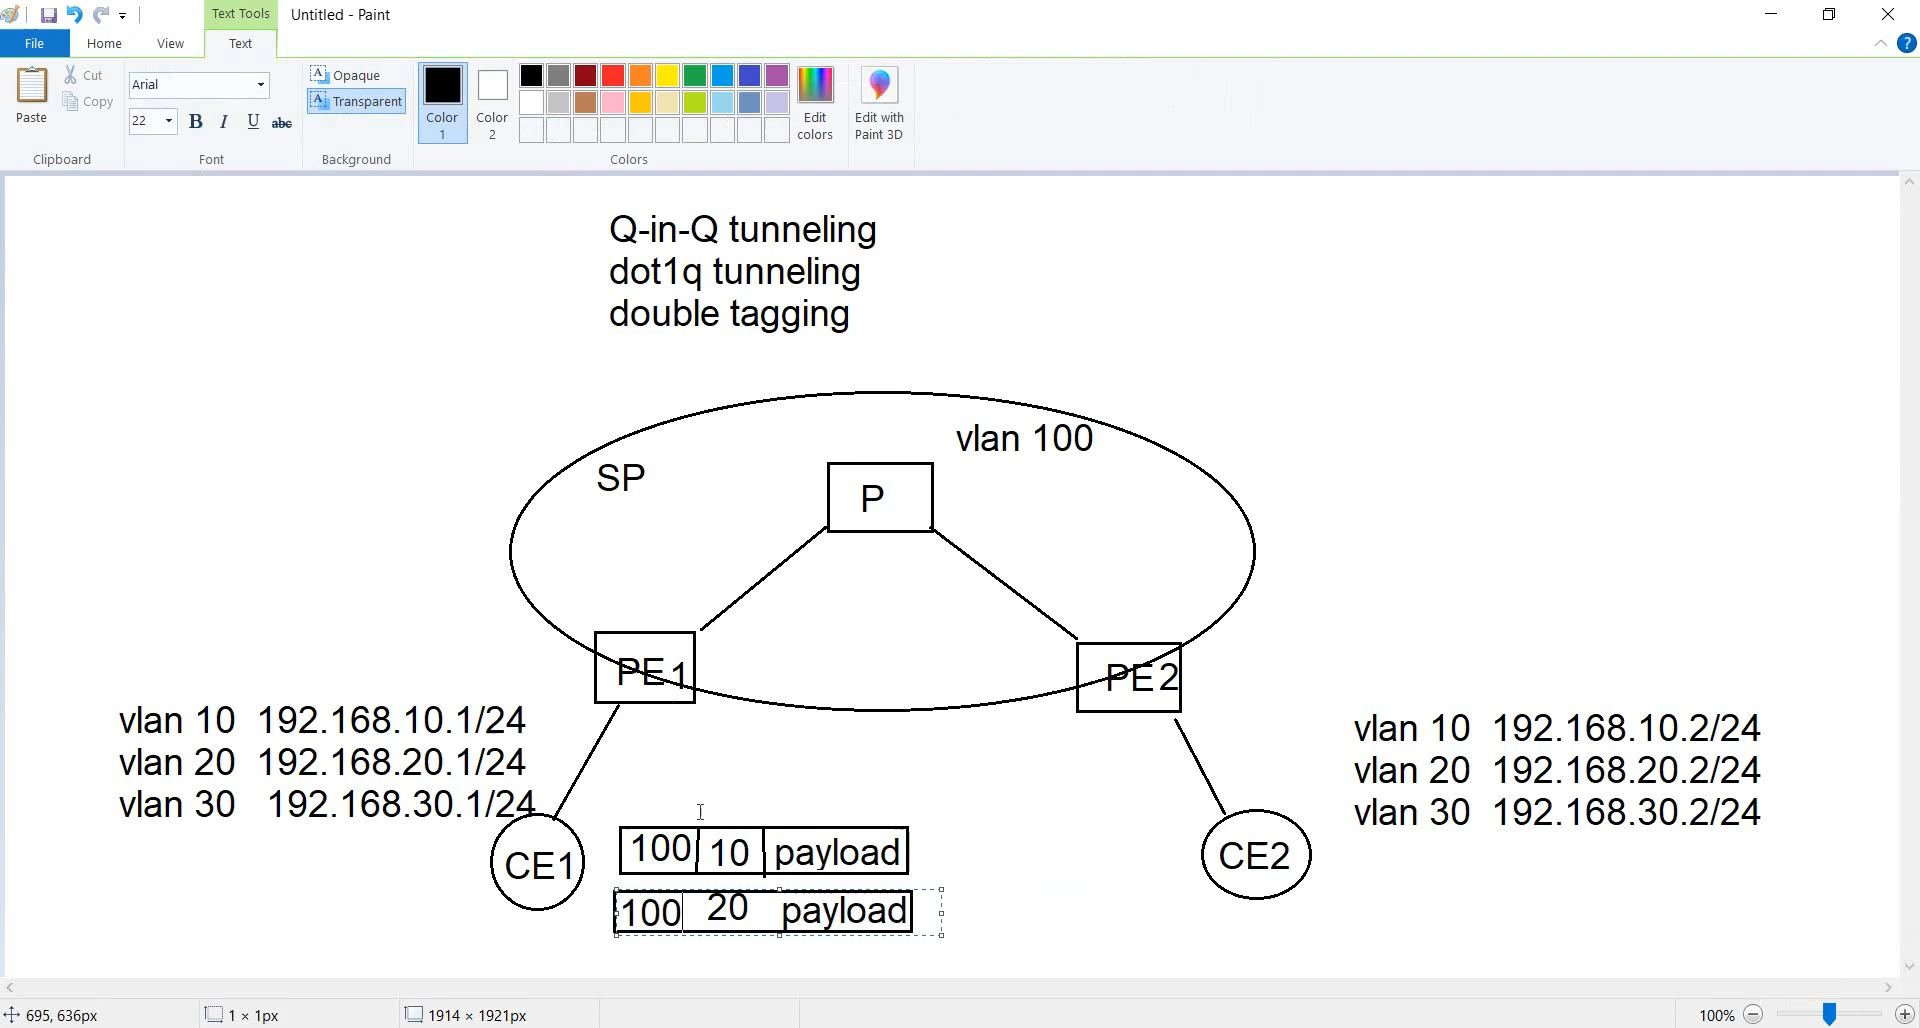 Text Tools
Untitled - Paint
File
Home
View
Text
?
Paste
Cut
Copy
Clipboard
Arial
22
B I U abc
Font
A Opaque
A Transparent
Background
Color 1
Color 2
Edit colors
Colors
Edit with Paint 3D
Q-in-Q tunneling
dot1q tunneling
double tagging
vlan 100
SP
P
PE1
PE2
vlan 10 192.168.10.1/24
vlan 20 192.168.20.1/24
vlan 30 192.168.30.1/24
vlan 10 192.168.10.2/24
vlan 20 192.168.20.2/24
vlan 30 192.168.30.2/24
CE1
CE2
100 10 payload
100 20 payload
695, 636px
1 × 1px
1914 × 1921px
100%